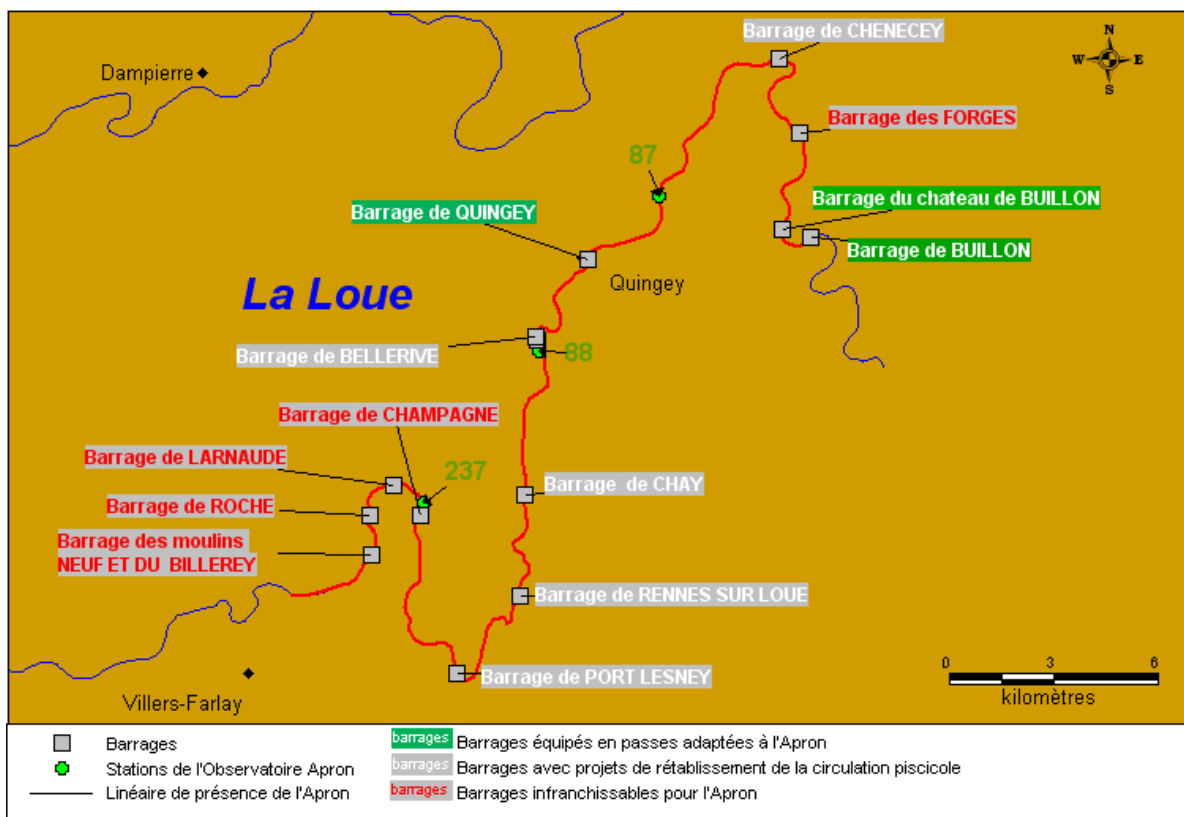 Barrage de CHENECEY
N
W E
S
Dampierre
Barrage des FORGES
87
Barrage du chateau de BUILLON
Barrage de QUINGEY
Barrage de BUILLON
Quingey
La Loue
Barrage de BELLERIVE
88
Barrage de CHAMPAGNE
Barrage de LARNAUDE
237
Barrage de CHAY
Barrage de ROCHE
Barrage des moulins
NEUF ET DU BILLEREY
Barrage de RENNES SUR LOUE
Barrage de PORT LESNEY
0 3 6
kilomètres
Villers-Farlay
Barrages
Stations de l'Observatoire Apron
Linéaire de présence de l'Apron
barrages Barrages équipés en passes adaptées à l'Apron
barrages Barrages avec projets de rétablissement de la circulation piscicole
barrages Barrages infranchissables pour l'Apron